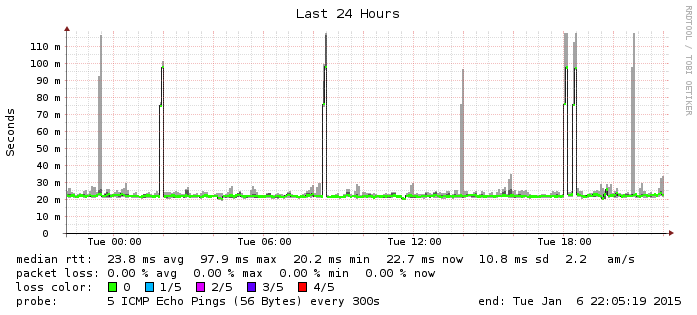 Last 24 Hours
RRDTOOL / TOBI OETIKER
Seconds
110 m
100 m
90 m
80 m
70 m
60 m
50 m
40 m
30 m
20 m
10 m
0
Tue 00:00 Tue 06:00 Tue 12:00 Tue 18:00
median rtt: 23.8 ms avg 97.9 ms max 20.2 ms min 22.7 ms now 10.8 ms sd 2.2 am/s
packet loss: 0.00 % avg 0.00 % max 0.00 % min 0.00 % now
loss color: 0 1/5 2/5 3/5 4/5
probe: 5 ICMP Echo Pings (56 Bytes) every 300s end: Tue Jan 6 22:05:19 2015